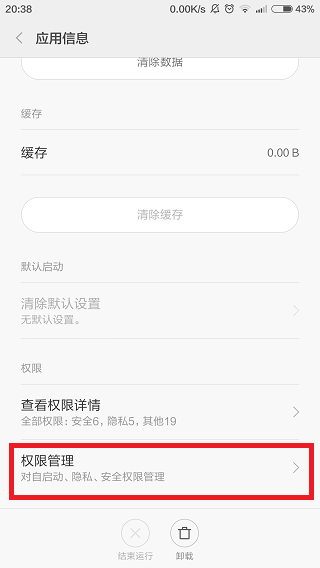 20:38 0.00K/s 43%
应用信息
清除数据
缓存
缓存 0.00 B
清除缓存
默认启动
清除默认设置
无默认设置。
权限
查看权限详情
全部权限：安全6，隐私5，其他19
权限管理
对自启动、隐私、安全权限管理
结束运行 卸载